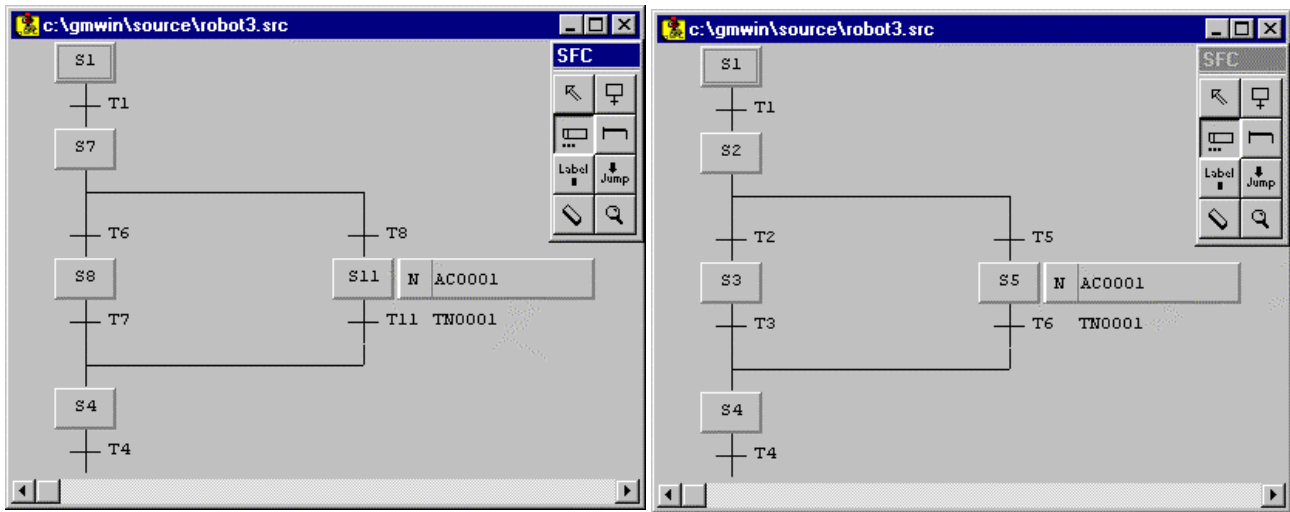 c:\gmwin\source\robot3.src
S1
SFC
T1
S7
Label
Jump
T6
T8
S8
S11 N AC0001
T7
T11 TN0001
S4
T4
c:\gmwin\source\robot3.src
S1
SFC
T1
S2
Label
Jump
T2
T5
S3
S5 N AC0001
T3
T6 TN0001
S4
T4